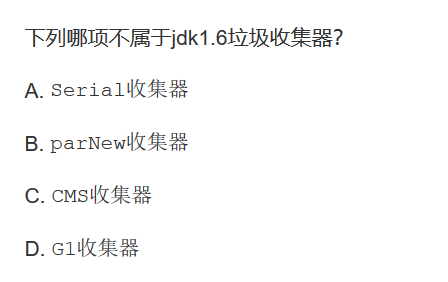 下列哪项不属于jdk1.6垃圾收集器?
A. Serial收集器
B. parNew收集器
C. CMS收集器
D. G1收集器